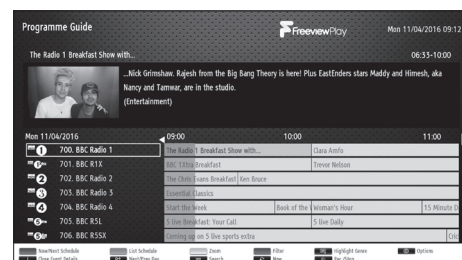 Programme Guide FreeviewPlay Mon 11/04/2016 09:12
The Radio 1 Breakfast Show with... 06:33-10:00
...Nick Grimshaw. Rajesh from the Big Bang Theory is here! Plus EastEnders stars Maddy and Himesh, aka
Nancy and Tamwar, are in the studio.
(Entertainment)
Mon 11/04/2016 09:00 10:00 11:00
700. BBC Radio 1 The Radio 1 Breakfast Show with... Clara Amfo
701. BBC R1X BBC 1Xtra Breakfast Trevor Nelson
702. BBC Radio 2 The Chris Evans Breakfast Ken Bruce
703. BBC Radio 3 Essential Classics
704. BBC Radio 4 Start the Week Book of the Woman's Hour 15 Minute D
705. BBC R5L 5 live Breakfast: Your Call 5 live Daily
706. BBC R5SX Coming up on 5 live sports extra Cric
Now/Next Schedule List Schedule Zoom Filter Highlight Genre Options
Event Details Next/Prev Day Search Now Rec./Stop